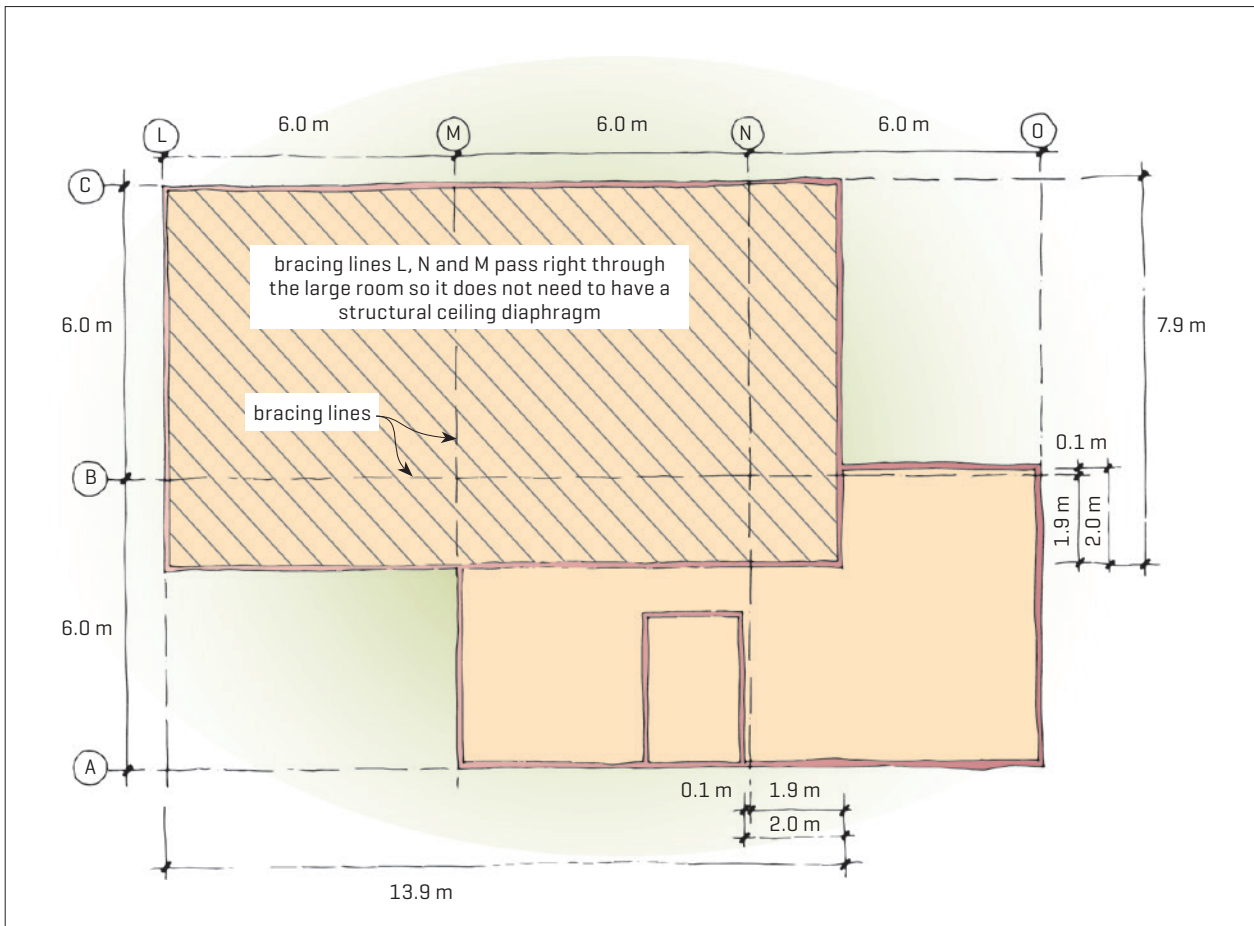 L
6.0 m
M
6.0 m
N
6.0 m
O
C
bracing lines L, N and M pass right through
the large room so it does not need to have a
structural ceiling diaphragm
6.0 m
7.9 m
bracing lines
0.1 m
B
1.9 m
2.0 m
6.0 m
A
0.1 m
1.9 m
2.0 m
13.9 m